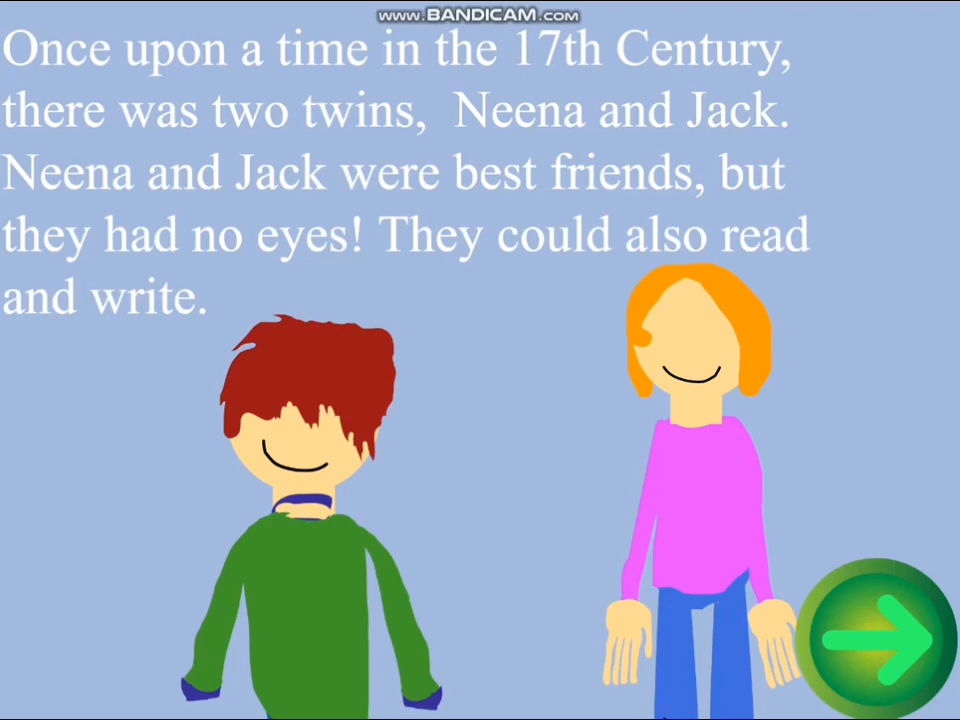 www.BANDICAM.com
Once upon a time in the 17th Century,
there was two twins, Neena and Jack.
Neena and Jack were best friends, but
they had no eyes! They could also read
and write.